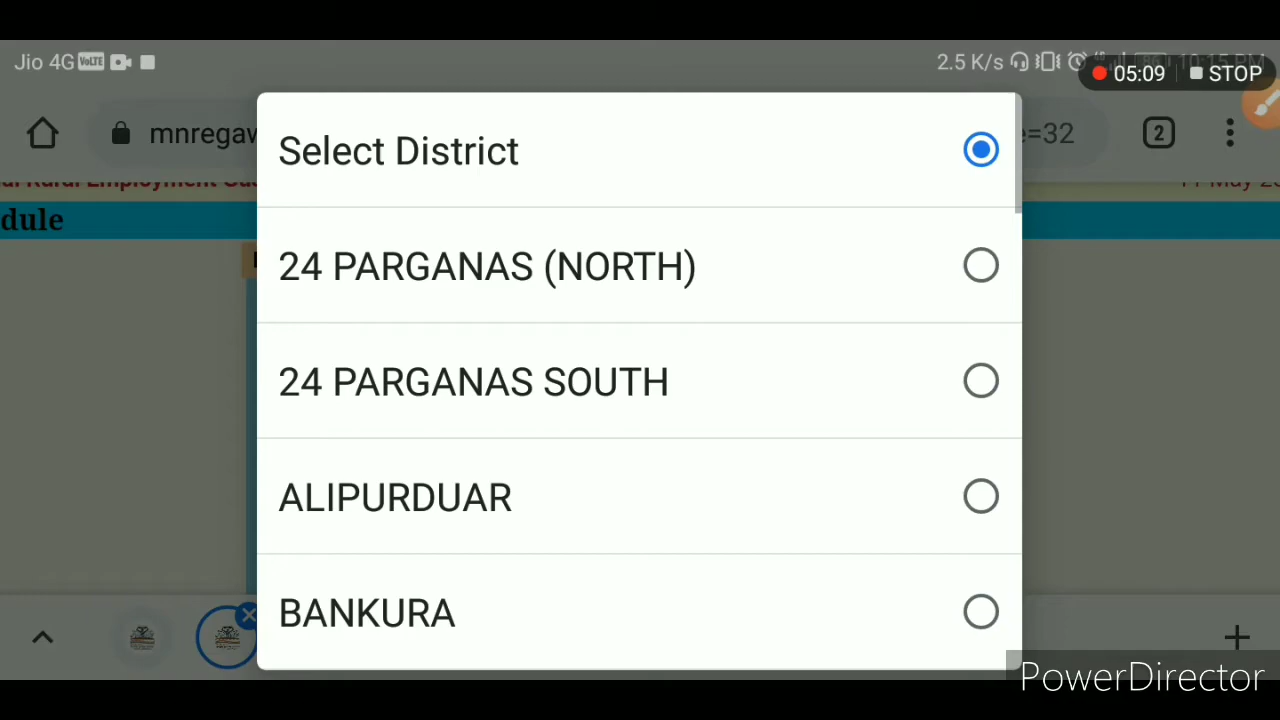 Jio 4G VoLTE
2.5 K/s
05:09 STOP
mnregaw
=32
2
Select District
dule
24 PARGANAS (NORTH)
24 PARGANAS SOUTH
ALIPURDUAR
BANKURA
PowerDirector